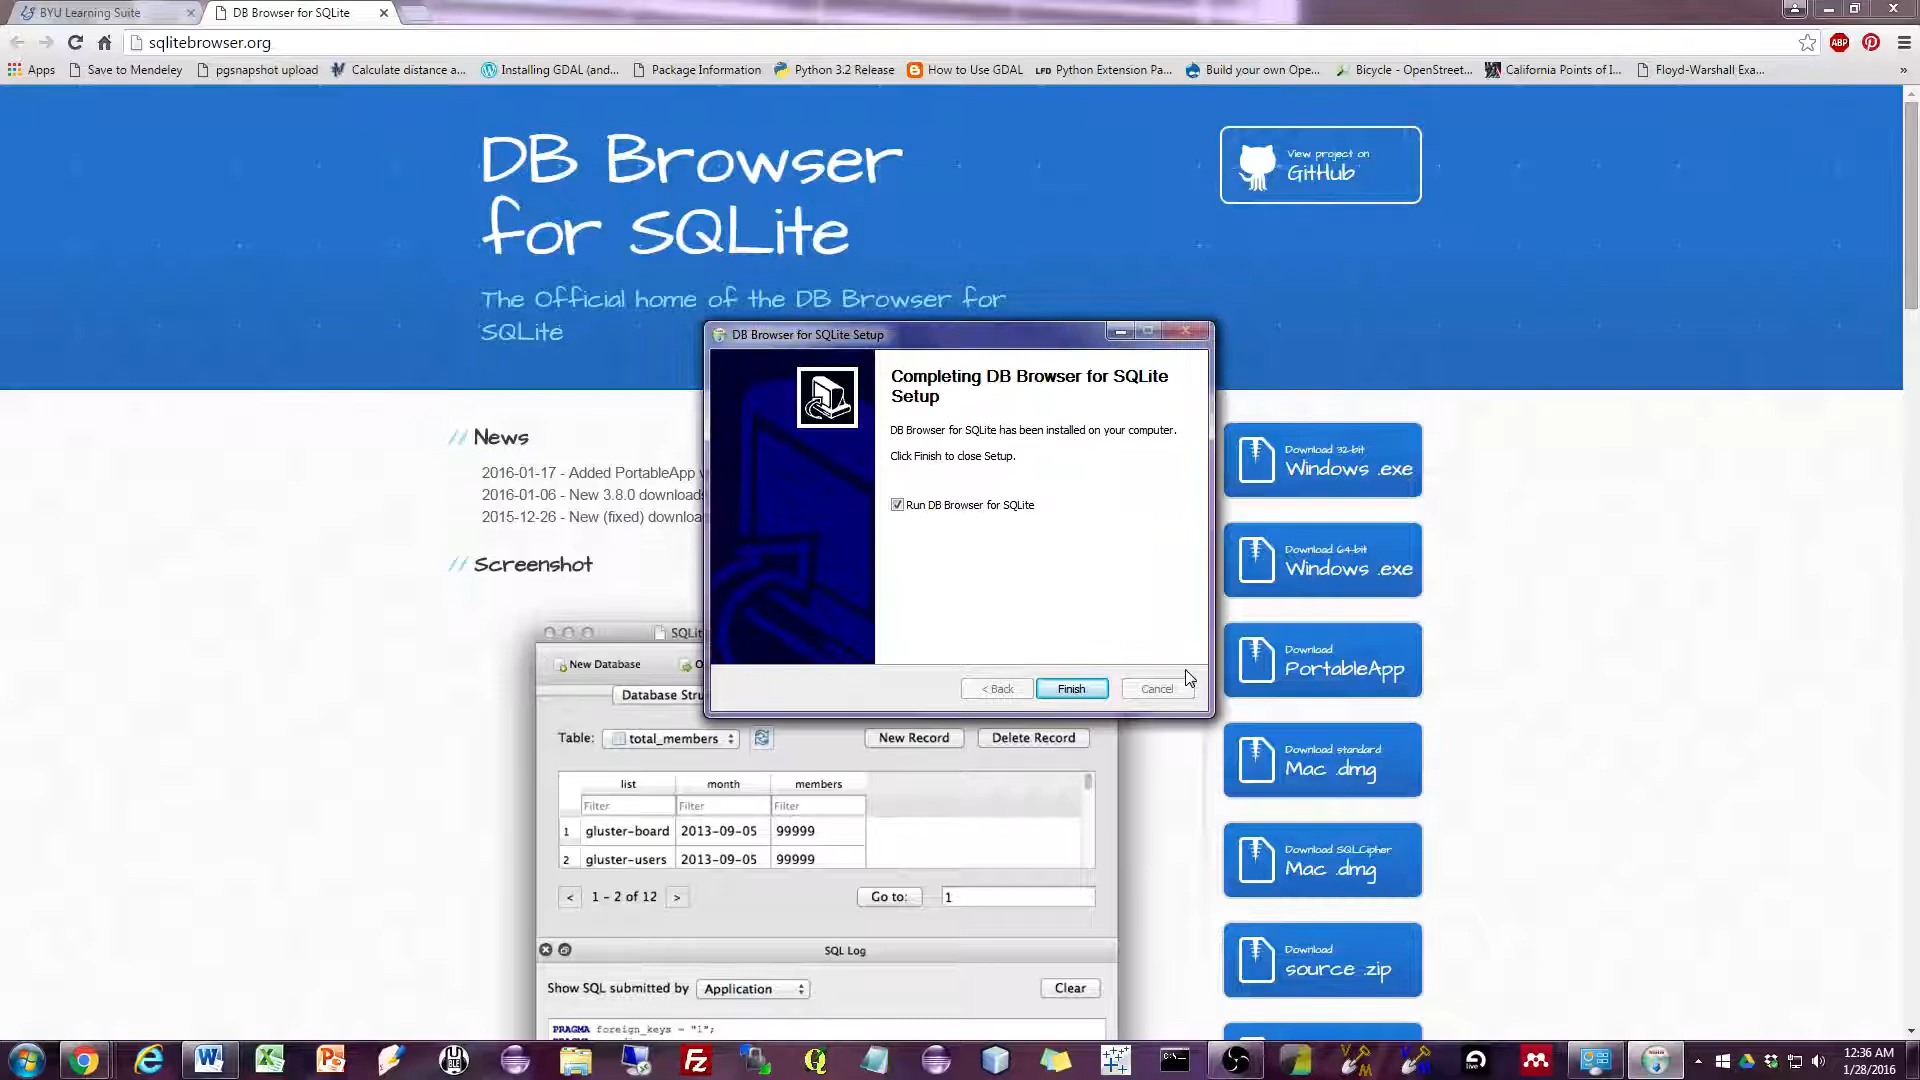 BYU Learning Suite
DB Browser for SQLite
sqlitebrowser.org
ABP
Apps
Save to Mendeley
pgsnapshot upload
Calculate distance a...
Installing GDAL (and...
Package Information
Python 3.2 Release
How to Use GDAL
LFD Python Extension Pa...
Build your own Ope...
Bicycle - OpenStreet...
California Points of I...
Floyd-Warshall Exa...
»
DB Browser
for SQLite
The Official home of the DB Browser for
SQLite
View project on
GitHub
DB Browser for SQLite Setup
Completing DB Browser for SQLite
Setup
DB Browser for SQLite has been installed on your computer.
Click Finish to close Setup.
Run DB Browser for SQLite
< Back
Finish
Cancel
// News
2016-01-17 - Added PortableApp
2016-01-06 - New 3.8.0 downloads
2015-12-26 - New (fixed)
// Screenshot
New Database
Database
Table:
total_members
New Record
Delete Record
list month members
Filter Filter Filter
1 gluster-board 2013-09-05 99999
2 gluster-users 2013-09-05 99999
< 1 - 2 of 12 >
Go to:
1
SQL Log
Show SQL submitted by
Application
Clear
PRAGMA foreign_keys = "1";
Download 32-bit
Windows .exe
Download 64-bit
Windows .exe
Download
PortableApp
Download standard
Mac .dmg
Download SQLCipher
Mac .dmg
Download
source .zip
12:36 AM
1/28/2016